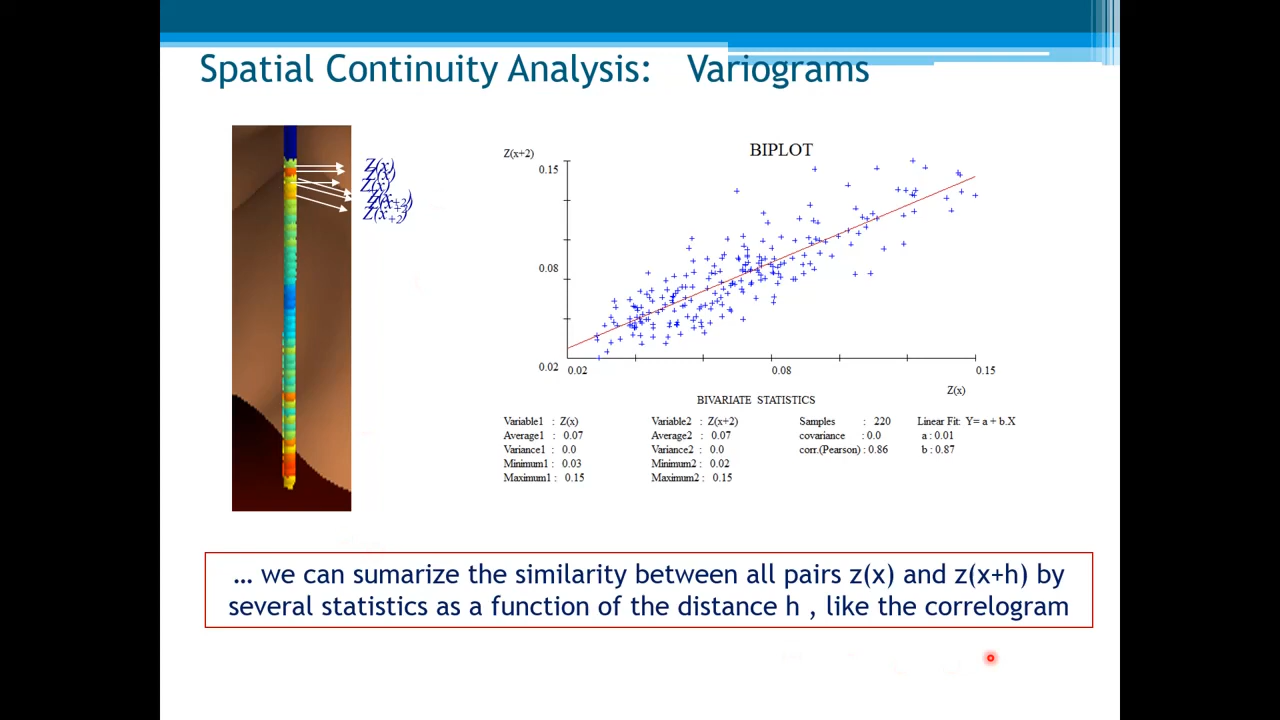 Spatial Continuity Analysis: Variograms
Z(x)
Z(x)
Z(x)
Z(x+2)
Z(x+2)
Z(x+2)
BIPLOT
Z(x+2)
0.15
0.08
0.02
0.02 0.08 0.15
Z(x)
BIVARIATE STATISTICS
Variable1 : Z(x) Variable2 : Z(x+2) Samples : 220 Linear Fit: Y= a + b.X
Average1 : 0.07 Average2 : 0.07 covariance : 0.0 a : 0.01
Variance1 : 0.0 Variance2 : 0.0 corr.(Pearson) : 0.86 b : 0.87
Minimum1 : 0.03 Minimum2 : 0.02
Maximum1 : 0.15 Maximum2 : 0.15
… we can sumarize the similarity between all pairs z(x) and z(x+h) by
several statistics as a function of the distance h , like the correlogram